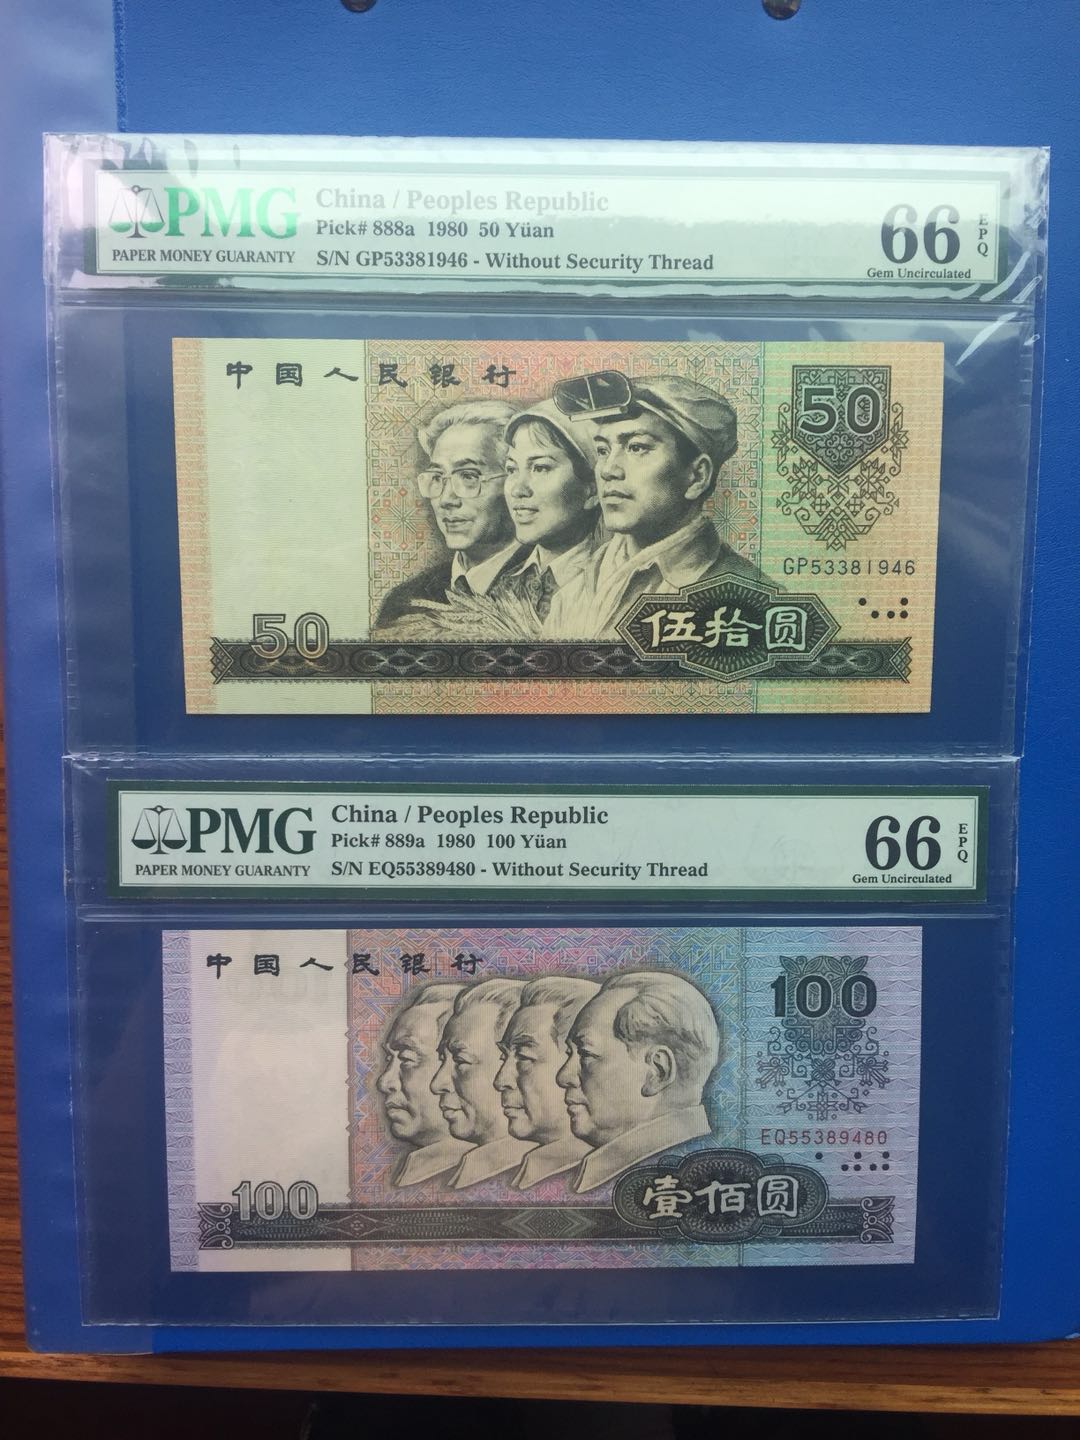 PMG
PAPER MONEY GUARANTY
China / Peoples Republic
Pick# 888a 1980 50 Yüan
S/N GP53381946 - Without Security Thread
66
EPQ
Gem Uncirculated
中国人民银行
50
GP53381946
50
伍拾圆
PMG
PAPER MONEY GUARANTY
China / Peoples Republic
Pick# 889a 1980 100 Yüan
S/N EQ55389480 - Without Security Thread
66
EPQ
Gem Uncirculated
中国人民银行
100
EQ55389480
100
壹佰圆